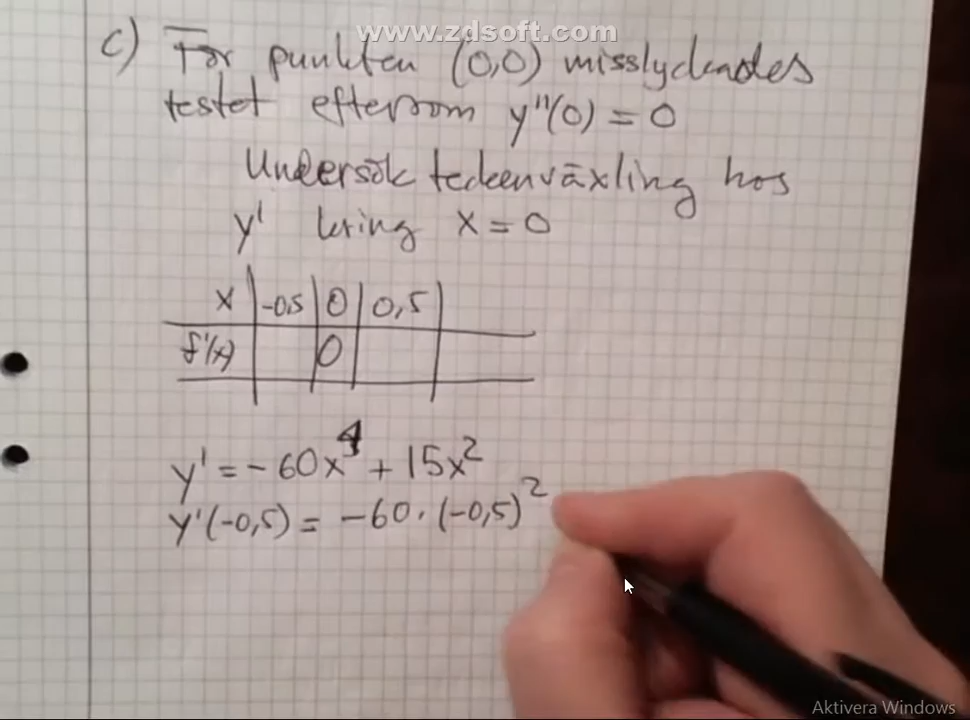 www.zdsoft.com
c) För punkten (0,0) misslyckades
testet eftersom y''(0) = 0
Undersök teckenväxling hos
y' kring x = 0
x -0,5 0 0,5
f'(x) 0
y' = -60x⁴ + 15x²
y'(-0,5) = -60 · (-0,5)²
Aktivera Windows